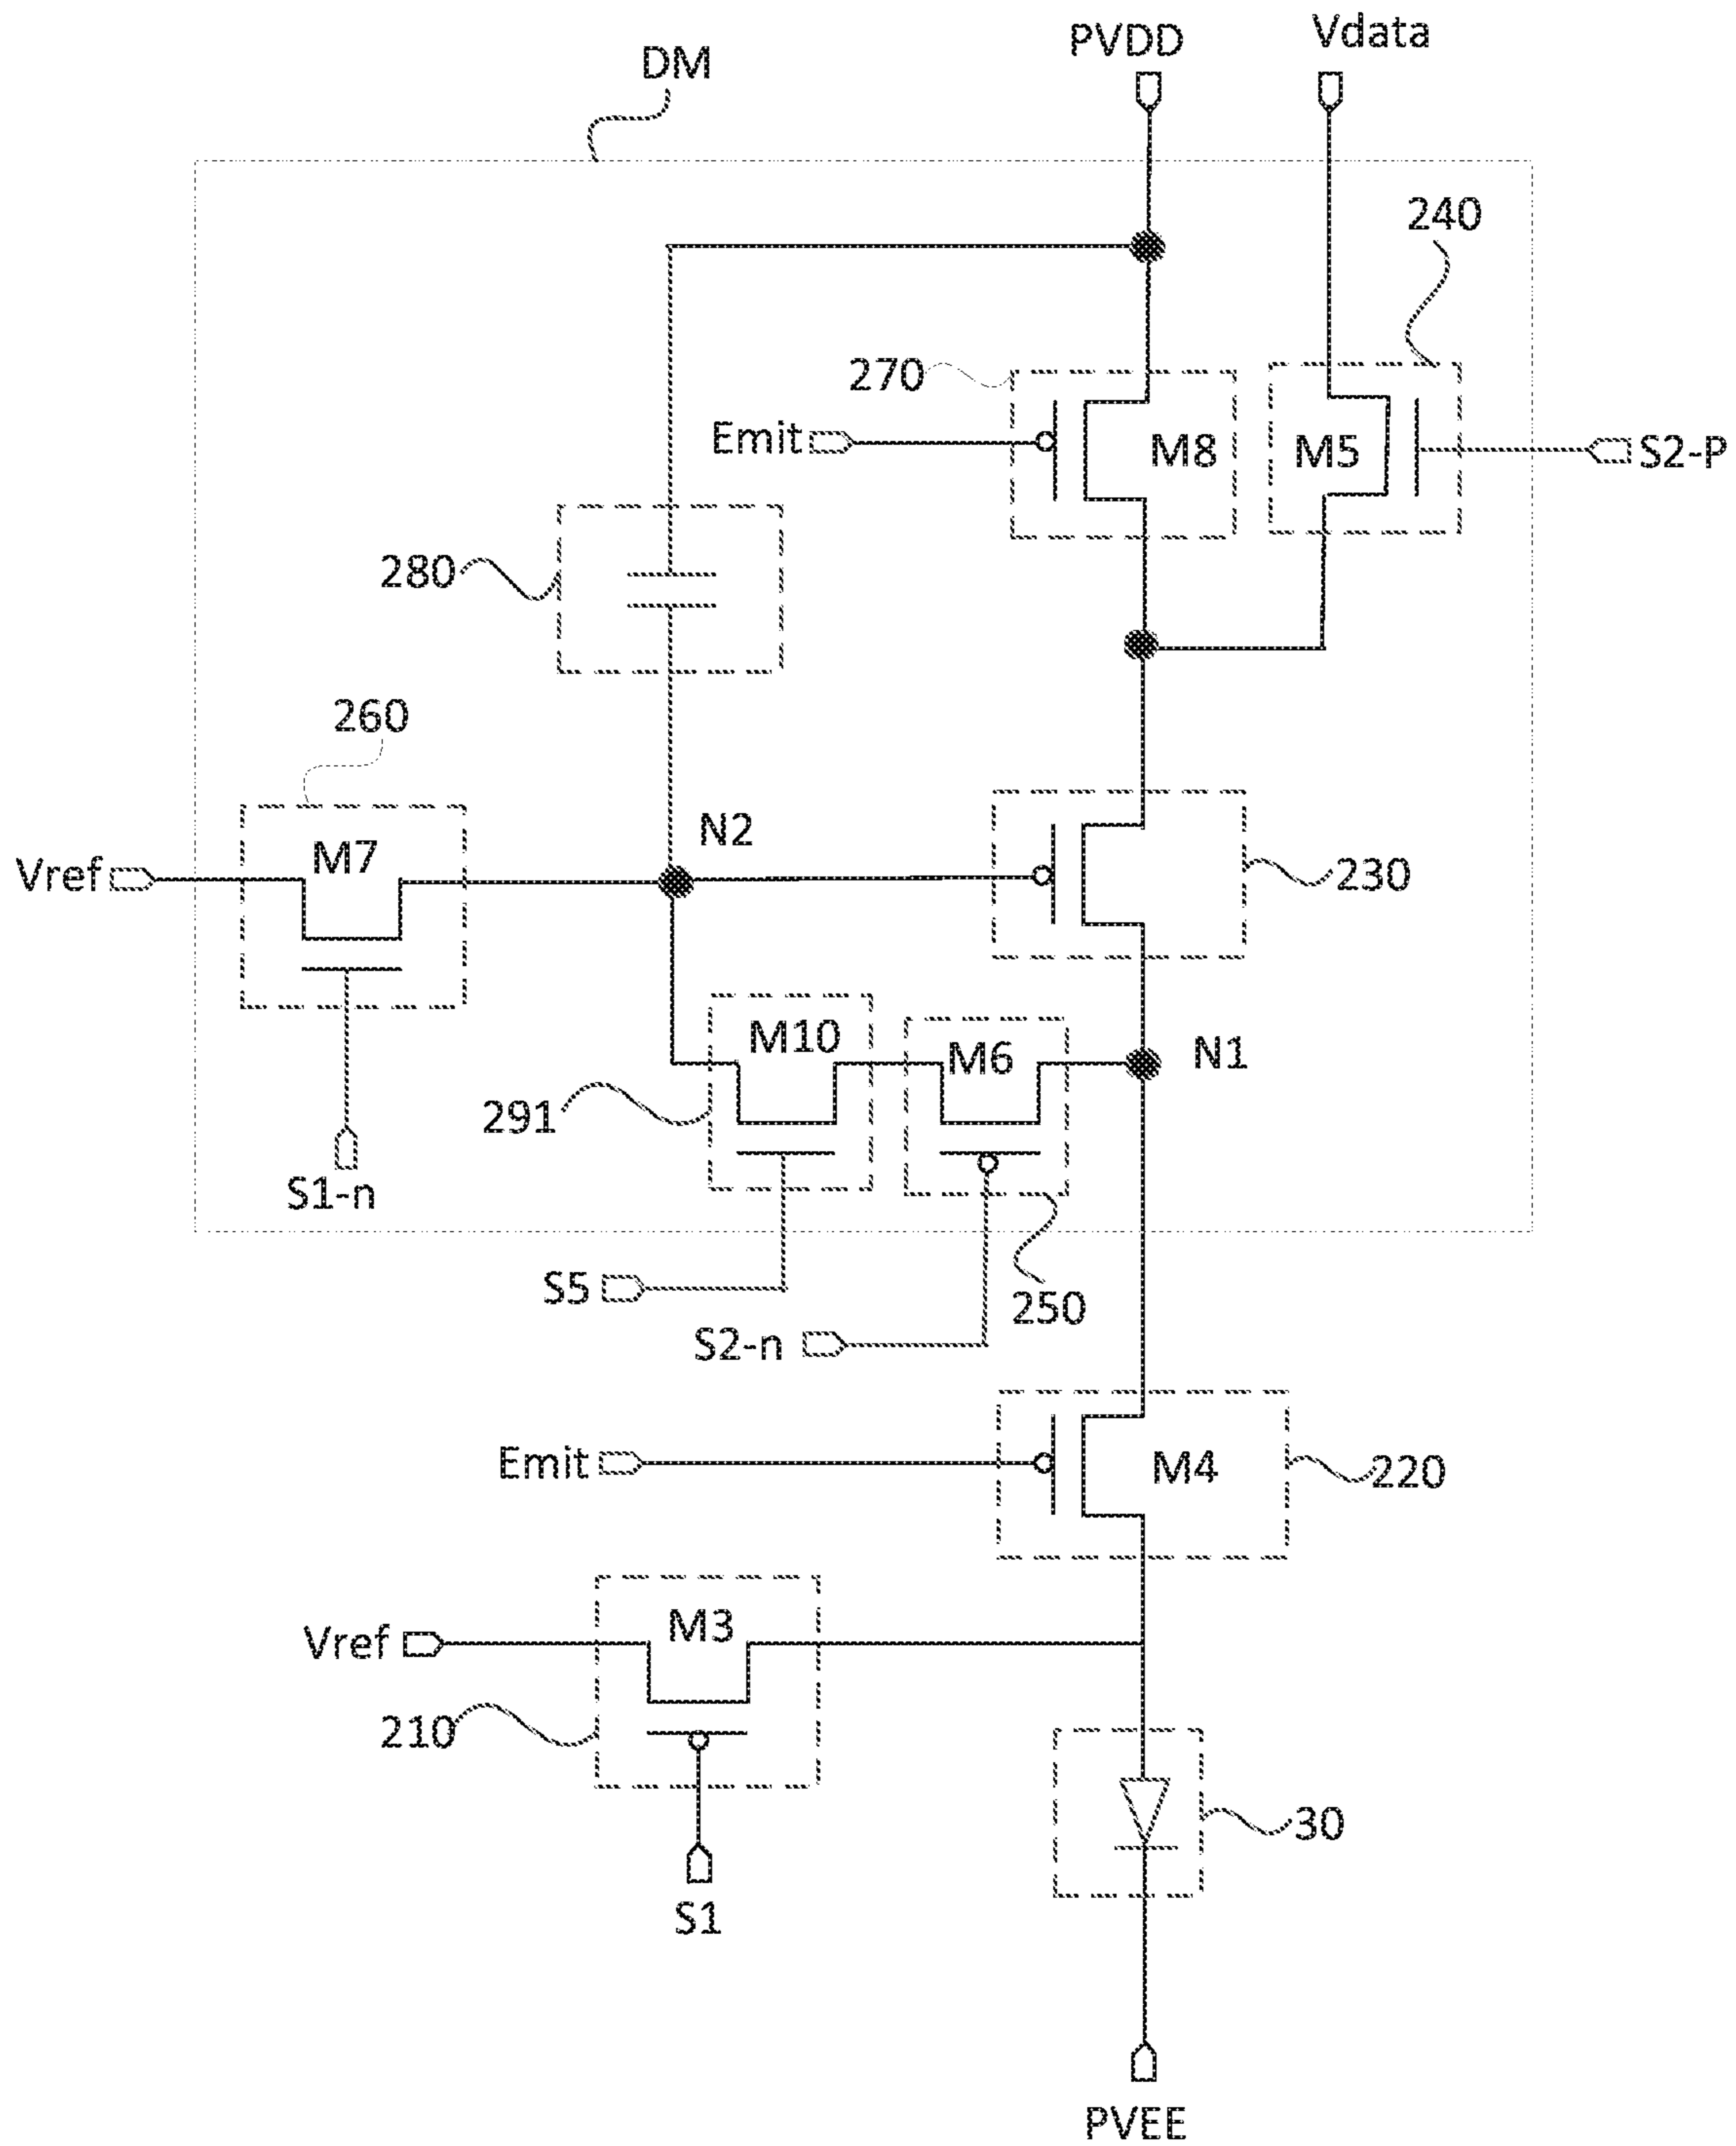 PVDD
Vdata
DM
240
270
Emit
M8
M5
S2-P
280
260
M7
N2
Vref
230
M10
M6
N1
291
S1-n
S5
250
S2-n
Emit
M4
220
M3
Vref
210
30
S1
PVEE